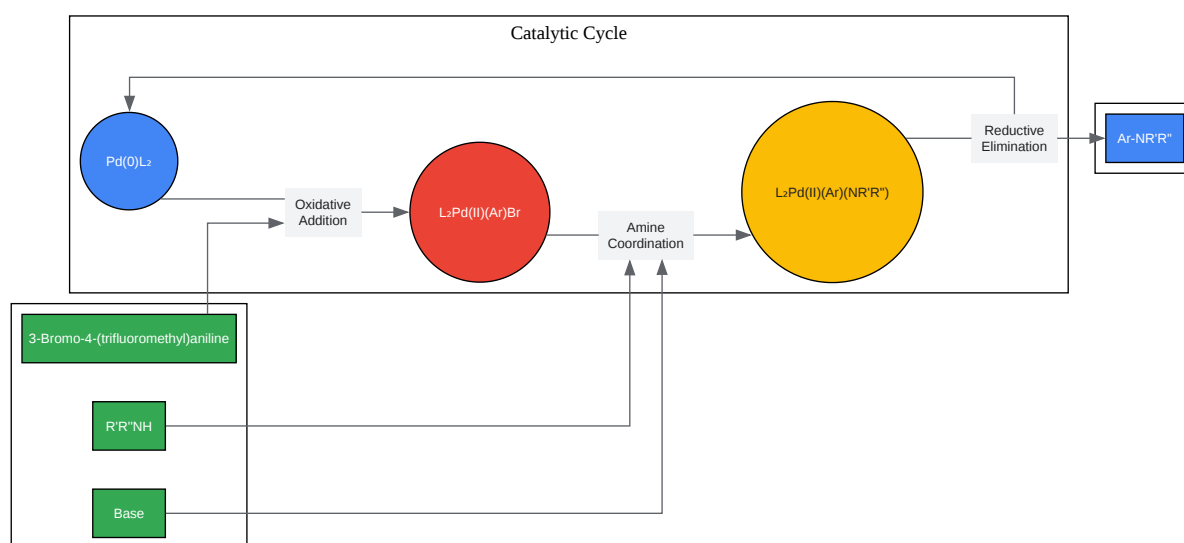 Catalytic Cycle
Pd(0)L₂
Oxidative
Addition
L₂Pd(II)(Ar)Br
Amine
Coordination
L₂Pd(II)(Ar)(NR'R")
Reductive
Elimination
Ar-NR'R"
3-Bromo-4-(trifluoromethyl)aniline
R'R"NH
Base